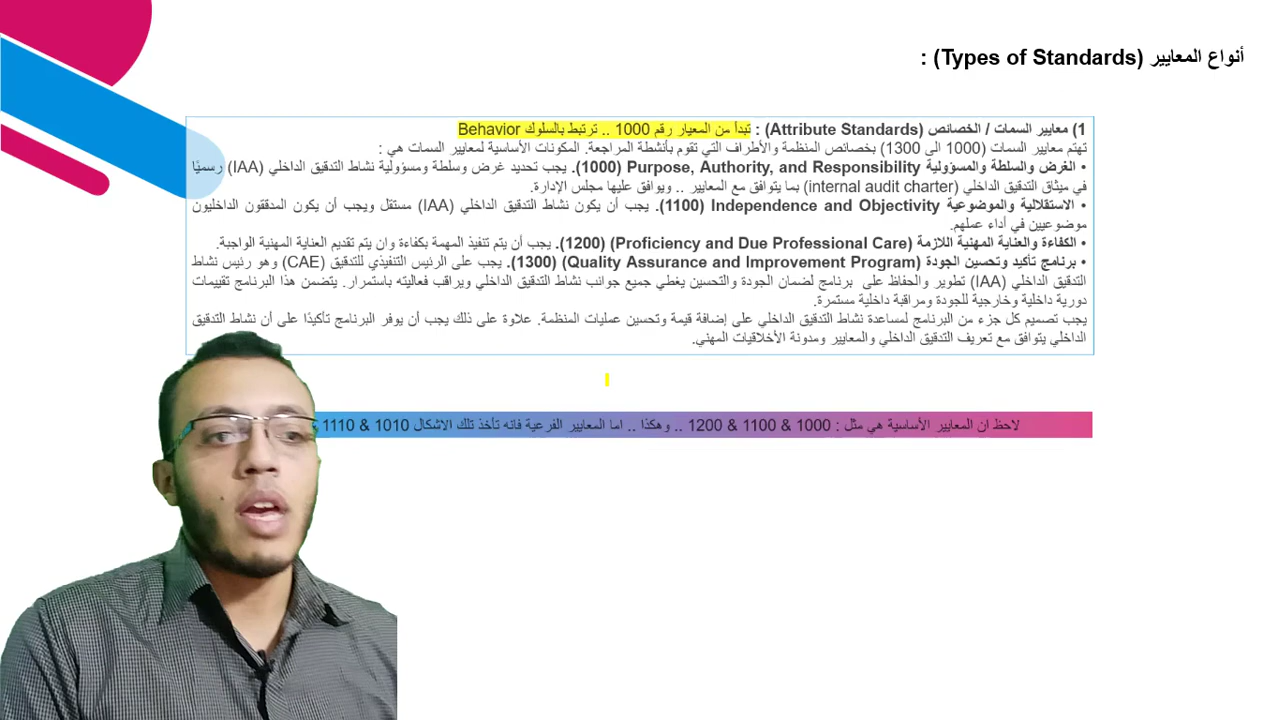 أنواع المعايير (Types of Standards) :
1) معايير السمات / الخصائص (Attribute Standards) : تبدأ من المعيار رقم 1000 .. ترتبط بالسلوك Behavior
تهتم معايير السمات (1000 الى 1300) بخصائص المنظمة والأطراف التي تقوم بأنشطة المراجعة. المكونات الأساسية لمعايير السمات هي :
• الغرض والسلطة والمسؤولية Purpose, Authority, and Responsibility (1000). يجب تحديد غرض وسلطة ومسؤولية نشاط التدقيق الداخلي (IAA) رسميًا
في ميثاق التدقيق الداخلي (internal audit charter) بما يتوافق مع المعايير .. ويوافق عليها مجلس الإدارة.
• الاستقلالية والموضوعية Independence and Objectivity (1100). يجب أن يكون نشاط التدقيق الداخلي (IAA) مستقل ويجب أن يكون المدققون الداخليون
موضوعيين في أداء عملهم.
• الكفاءة والعناية المهنية اللازمة (Proficiency and Due Professional Care) (1200). يجب أن يتم تنفيذ المهمة بكفاءة وان يتم تقديم العناية المهنية الواجبة.
• برنامج تأكيد وتحسين الجودة (Quality Assurance and Improvement Program) (1300). يجب على الرئيس التنفيذي للتدقيق (CAE) وهو رئيس نشاط
التدقيق الداخلي (IAA) تطوير والحفاظ على برنامج لضمان الجودة والتحسين يغطي جميع جوانب نشاط التدقيق الداخلي ويراقب فعاليته باستمرار. يتضمن هذا البرنامج تقييمات
دورية داخلية وخارجية للجودة ومراقبة داخلية مستمرة.
يجب تصميم كل جزء من البرنامج لمساعدة نشاط التدقيق الداخلي على إضافة قيمة وتحسين عمليات المنظمة. علاوة على ذلك يجب أن يوفر البرنامج تأكيدًا على أن نشاط التدقيق
الداخلي يتوافق مع تعريف التدقيق الداخلي والمعايير ومدونة الأخلاقيات المهني.
لاحظ ان المعايير الأساسية هي مثل : 1000 & 1100 & 1200 .. وهكذا .. اما المعايير الفرعية فانه تأخذ تلك الاشكال 1010 & 1110